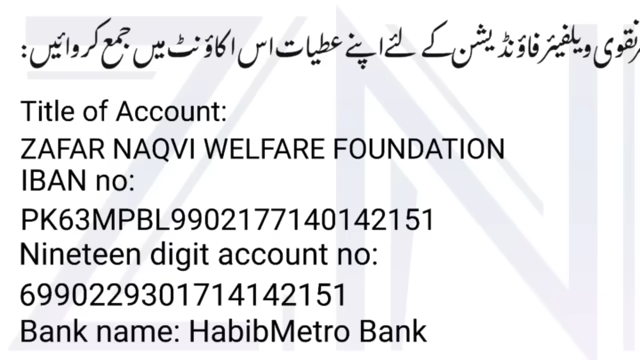 نقوی ویلفیئر فاؤنڈیشن کے لئے اپنے عطیات اس اکاؤنٹ میں جمع کروائیں:
Title of Account:
ZAFAR NAQVI WELFARE FOUNDATION
IBAN no:
PK63MPBL9902177140142151
Nineteen digit account no:
6990229301714142151
Bank name: HabibMetro Bank